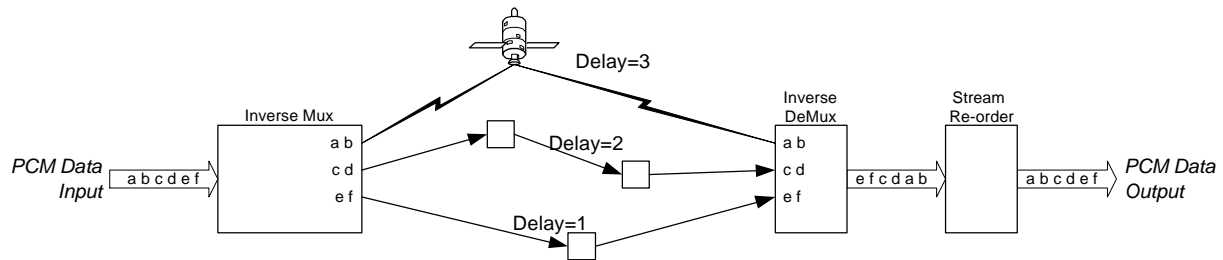 Delay=3
Inverse Mux
Inverse
DeMux
Stream
Re-order
a b
Delay=2
a b
PCM Data
Input
a b c d e f
c d
c d
e f c d a b
a b c d e f
PCM Data
Output
e f
Delay=1
e f